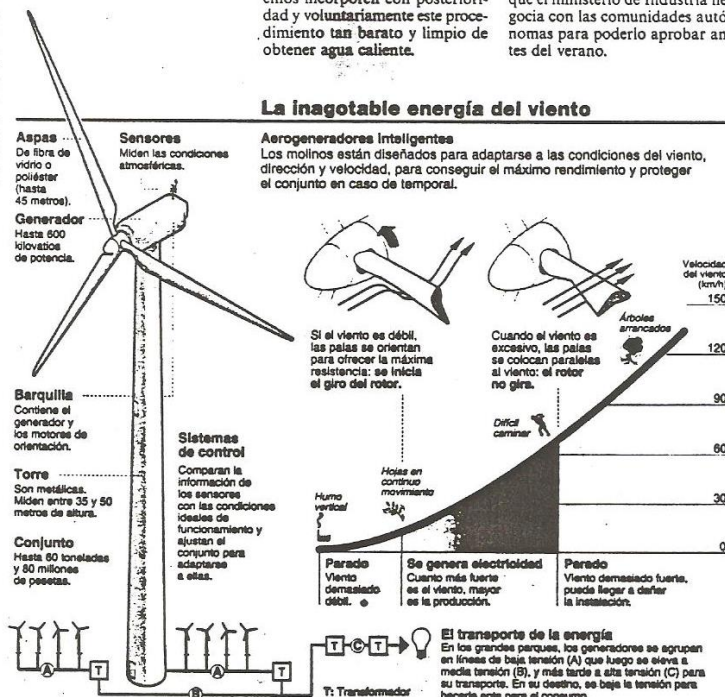 cimos incorporen con posteriori-
dad y voluntariamente este proce-
dimiento tan barato y limpio de
obtener agua caliente.
que el ministerio de Industria ne-
gocia con las comunidades autó-
nomas para poderlo aprobar an-
tes del verano.
La inagotable energía del viento
Aspas
De fibra de
vidrio o
poliéster
(hasta
45 metros).
Generador
Hasta 600
kilovatios
de potencia.
Sensores
Miden las condiciones
atmosféricas.
Aerogeneradores inteligentes
Los molinos están diseñados para adaptarse a las condiciones del viento,
dirección y velocidad, para conseguir el máximo rendimiento y proteger
el conjunto en caso de temporal.
Si el viento es débil,
las palas se orientan
para ofrecer la máxima
resistencia: se inicia
el giro del rotor.
Cuando el viento es
excesivo, las palas
se colocan paralelas
al viento: el rotor
no gira.
Velocidad
del viento
(km/h)
150
120
90
60
30
0
Árboles
arrancados
Difícil
caminar
Hojas en
continuo
movimiento
Humo
vertical
Barquilla
Contiene el
generador y
los motores de
orientación.
Torre
Son metálicas.
Miden entre 35 y 50
metros de altura.
Conjunto
Hasta 60 toneladas
y 80 millones
de pesetas.
Sistemas
de control
Comparan la
información de
los sensores
con las condiciones
ideales de
funcionamiento y
ajustan el
conjunto para
adaptarse
a ellas.
Parado
Viento
demasiado
débil.
Se genera electricidad
Cuanto más fuerte
es el viento, mayor
es la producción.
Parado
Viento demasiado fuerte,
puede llegar a dañar
la instalación.
A
T
A
T
B
T
C
T
T: Transformador
El transporte de la energía
En los grandes parques, los generadores se agrupan
en líneas de baja tensión (A) que luego se eleva a
media tensión (B), y más tarde a alta tensión (C) para
su transporte. En su destino, se baja la tensión para
hacerla apta para el consumo.